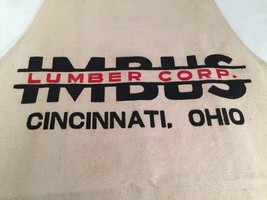 IMBUS
LUMBER CORP.
CINCINNATI, OHIO